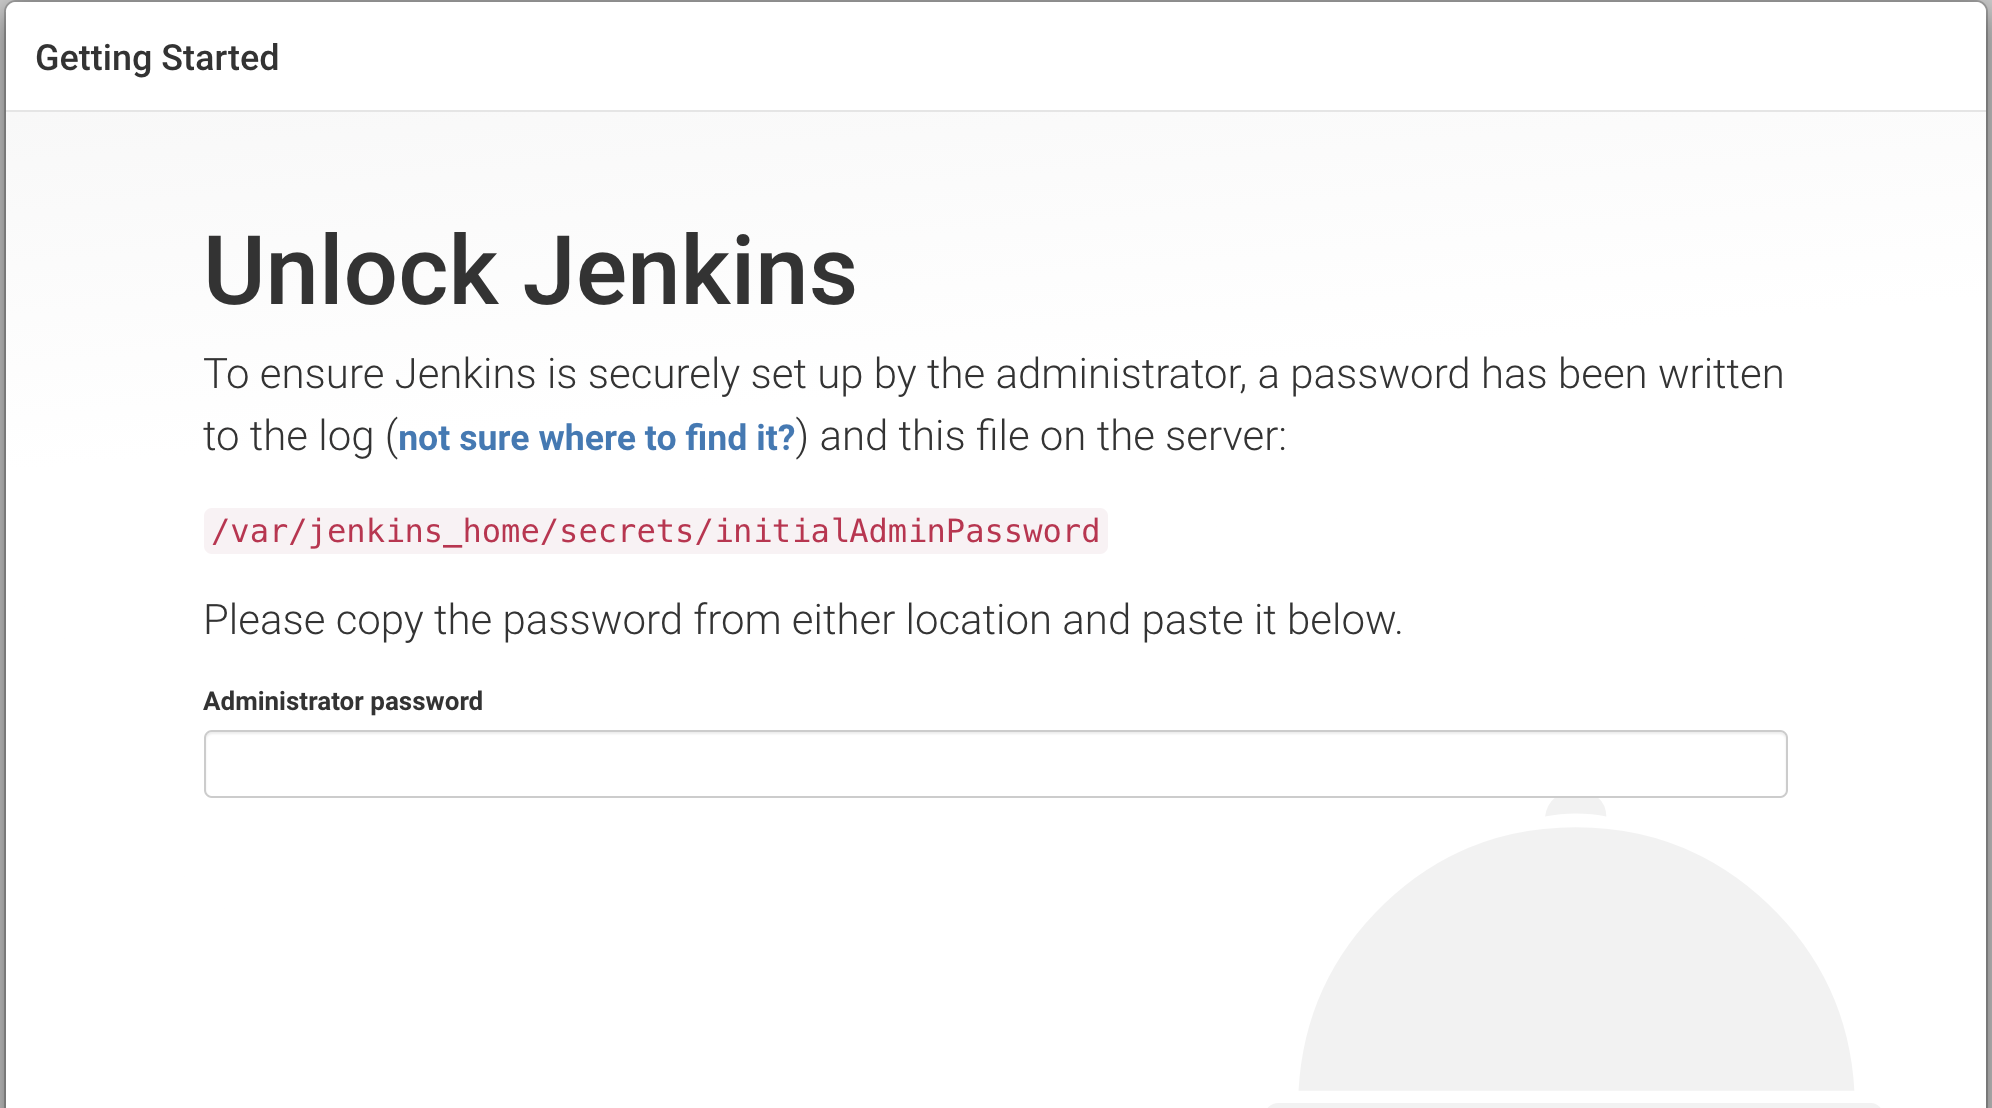 Getting Started
Unlock Jenkins
To ensure Jenkins is securely set up by the administrator, a password has been written
to the log (not sure where to find it?) and this file on the server:
/var/jenkins_home/secrets/initialAdminPassword
Please copy the password from either location and paste it below.
Administrator password